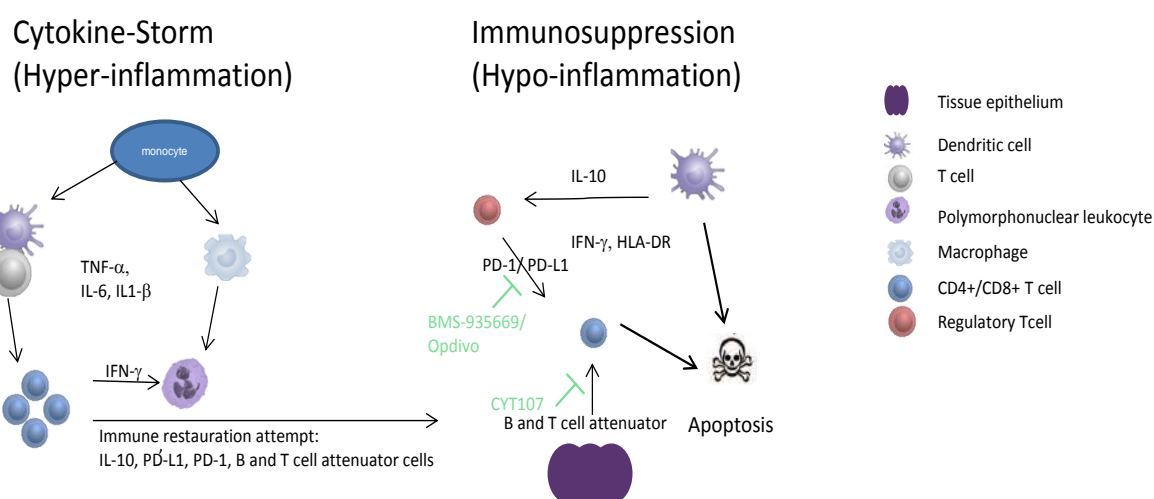 Cytokine-Storm
(Hyper-inflammation)
monocyte
TNF-α,
IL-6, IL1-β
IFN-γ
Immune restauration attempt:
IL-10, PD-L1, PD-1, B and T cell attenuator cells
Immunosuppression
(Hypo-inflammation)
IL-10
IFN-γ, HLA-DR
PD-1/ PD-L1
BMS-935669/
Opdivo
CYT107
B and T cell attenuator
Apoptosis
Tissue epithelium
Dendritic cell
T cell
Polymorphonuclear leukocyte
Macrophage
CD4+/CD8+ T cell
Regulatory Tcell